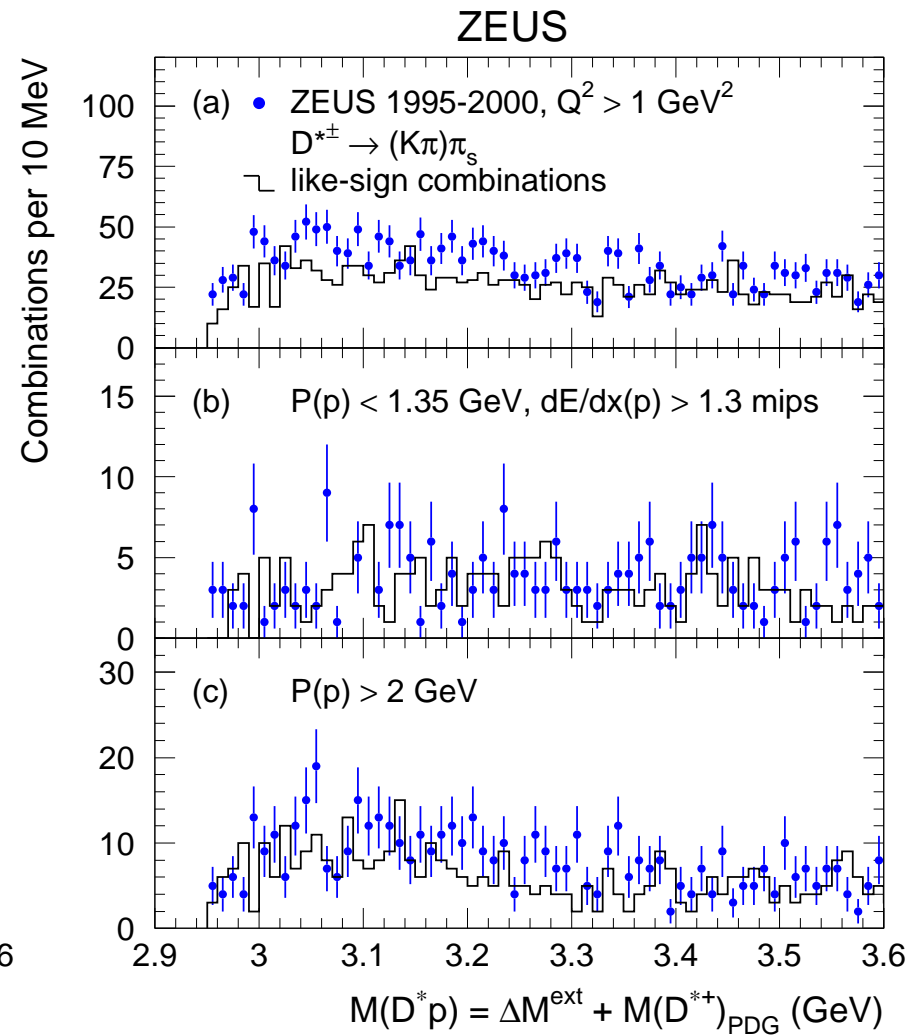 ZEUS
Combinations per 10 MeV
(a) ZEUS 1995-2000, Q² > 1 GeV²
D*± → (Kπ)πₛ
like-sign combinations
100
75
50
25
0
(b) P(p) < 1.35 GeV, dE/dx(p) > 1.3 mips
15
10
5
0
(c) P(p) > 2 GeV
30
20
10
0
6 2.9 3 3.1 3.2 3.3 3.4 3.5 3.6
M(D*p) = ΔM^ext + M(D*+)_PDG (GeV)